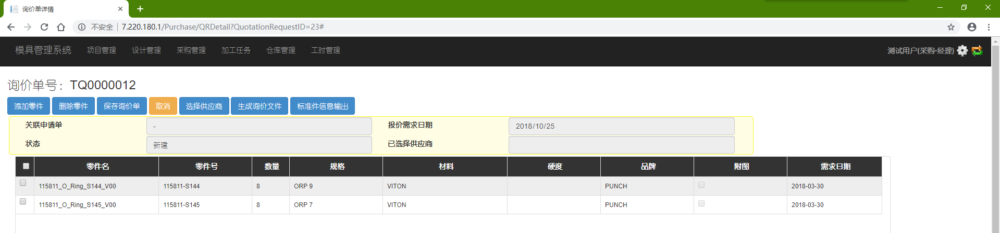 询价单详情
不安全 7.220.180.1/Purchase/QRDetail?QuotationRequestID=23#
模具管理系统 项目管理 设计管理 采购管理 加工任务 仓库管理 工时管理 测试用户(采购-经理)
询价单号：TQ0000012
添加零件 删除零件 保存询价单 取消 选择供应商 生成询价文件 标准件信息输出
关联申请单 - 报价需求日期 2018/10/25
状态 新建 已选择供应商
零件名 零件号 数量 规格 材料 硬度 品牌 附图 需求日期
115811_O_Ring_S144_V00 115811-S144 8 ORP 9 VITON PUNCH 2018-03-30
115811_O_Ring_S145_V00 115811-S145 8 ORP 7 VITON PUNCH 2018-03-30